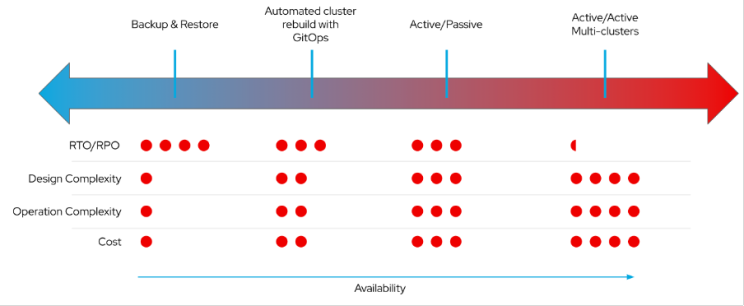 Backup & Restore
Automated cluster
rebuild with
GitOps
Active/Passive
Active/Active
Multi-clusters
RTO/RPO
Design Complexity
Operation Complexity
Cost
Availability